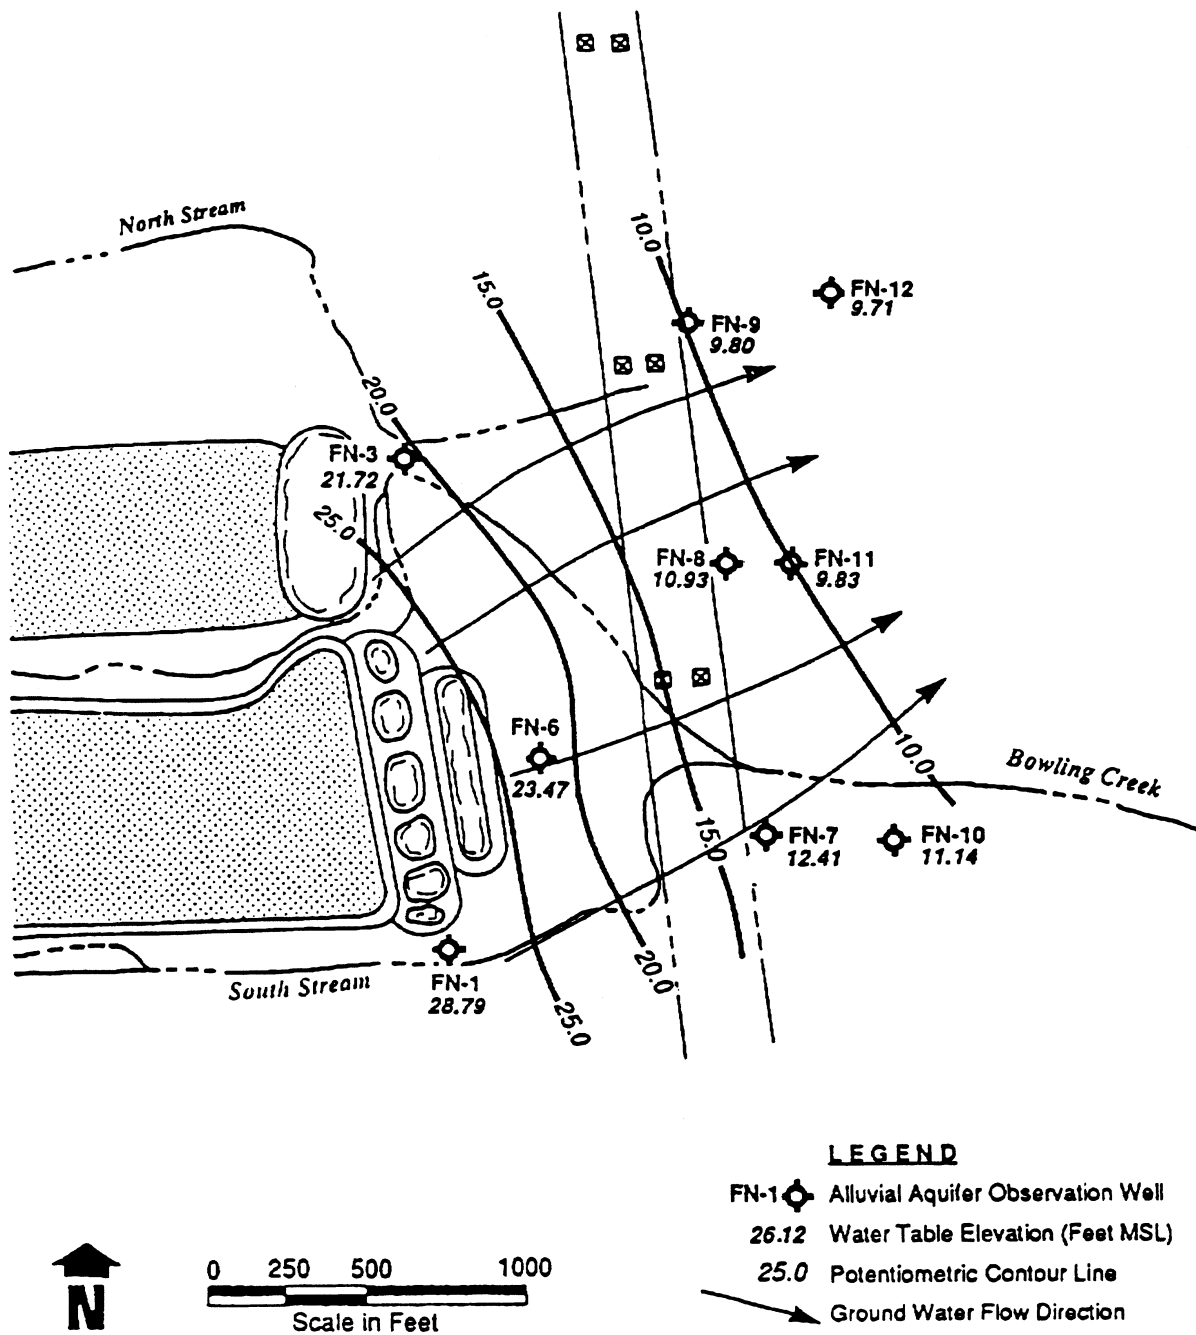 North Stream
10.0
15.0
FN-12
9.71
FN-9
9.80
20.0
FN-3
21.72
25.0
FN-8
10.93
FN-11
9.83
FN-6
23.47
10.0
Bowling Creek
15.0
FN-7
12.41
FN-10
11.14
20.0
South Stream
FN-1
28.79
25.0
LEGEND
FN-1 Alluvial Aquifer Observation Well
26.12 Water Table Elevation (Feet MSL)
25.0 Potentiometric Contour Line
Ground Water Flow Direction
N
0 250 500 1000
Scale in Feet